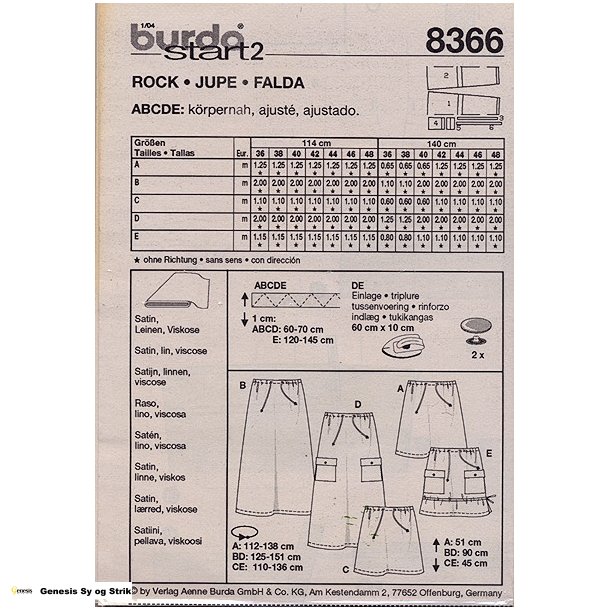 1/04
burda®
start2
8366
ROCK • JUPE • FALDA
ABCDE: körpernah, ajusté, ajustado.
2
1
4 3
5 6
Größen
Tailles • Tallas Eur. 114 cm 140 cm
36 38 40 42 44 46 48 36 38 40 42 44 46 48
A m 1.25 1.25 1.25 1.25 1.25 1.25 1.25 0.65 0.65 1.25 1.25 1.25 1.25 1.25
★ ★ ★ ★ ★ ★ ★ ★ ★ ★ ★ ★ ★ ★
B m 2.00 2.00 2.00 2.00 2.00 2.00 2.00 1.10 1.10 2.00 2.00 2.00 2.00 2.00
★ ★ ★ ★ ★ ★ ★ ★ ★ ★ ★ ★ ★ ★
C m 1.10 1.10 1.10 1.10 1.10 1.10 1.10 0.60 0.60 0.60 1.10 1.10 1.10 1.10
★ ★ ★ ★ ★ ★ ★ ★ ★ ★ ★ ★ ★ ★
D m 2.00 2.00 2.00 2.00 2.00 2.00 2.00 1.25 1.25 2.00 2.00 2.00 2.00 2.00
★ ★ ★ ★ ★ ★ ★ ★ ★ ★ ★ ★ ★ ★
E m 1.15 1.15 1.15 1.15 1.15 1.15 1.15 0.80 0.80 1.10 1.10 1.10 1.10 1.10
★ ★ ★ ★ ★ ★ ★ ★ ★ ★ ★ ★ ★ ★
★ ohne Richtung • sans sens • con dirección
Satin,
Leinen, Viskose
Satin, lin, viscose
Satijn, linnen,
viscose
Raso,
lino, viscosa
Satén,
lino, viscosa
Satin,
linne, viskos
Satin,
lærred, viskose
Satiini,
pellava, viskoosi
ABCDE
1 cm:
ABCD: 60-70 cm
E: 120-145 cm
DE
Einlage • triplure
tussenvoering • rinforzo
indlæg • tukikangas
60 cm x 10 cm
2 x
B
D
A
E
C
A: 112-138 cm
BD: 125-151 cm
CE: 110-136 cm
A: 51 cm
BD: 90 cm
CE: 45 cm
Genesis Genesis Sy og Strik © by Verlag Aenne Burda GmbH & Co. KG, Am Kestendamm 2, 77652 Offenburg, Germany